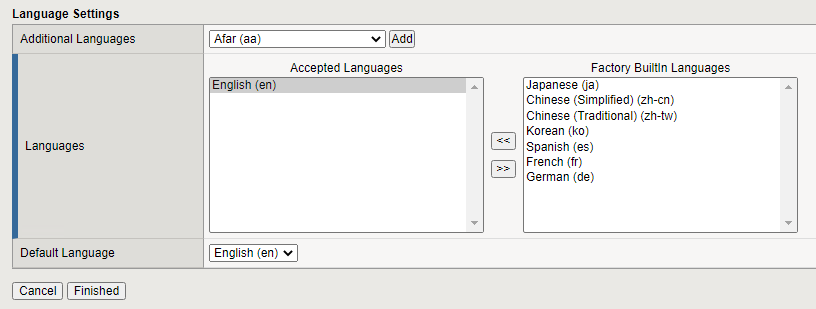 Language Settings
Additional Languages Afar (aa) Add
Accepted Languages Factory BuiltIn Languages
English (en)
Japanese (ja)
Chinese (Simplified) (zh-cn)
Chinese (Traditional) (zh-tw)
Korean (ko)
Spanish (es)
French (fr)
German (de)
Languages
<<
>>
Default Language English (en)
Cancel Finished